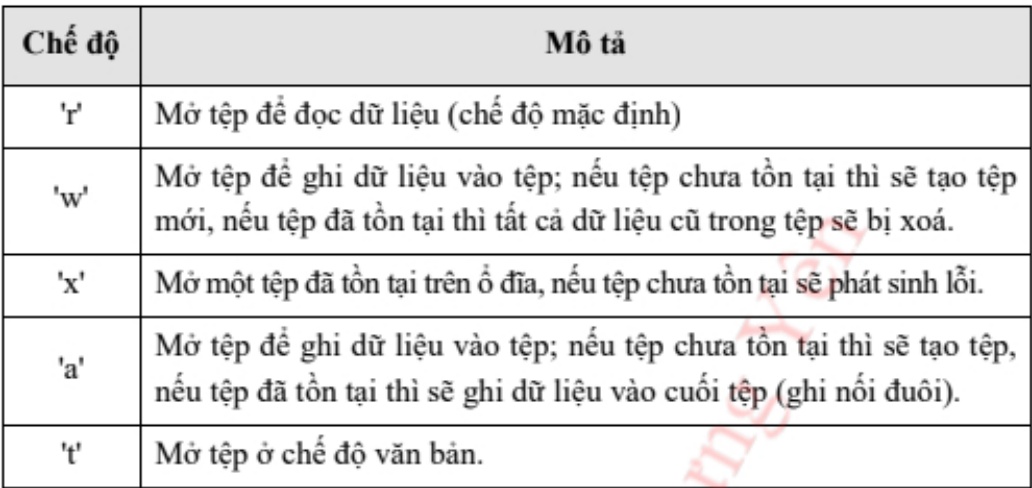 Chế độ Mô tả
'r' Mở tệp để đọc dữ liệu (chế độ mặc định)
'w' Mở tệp để ghi dữ liệu vào tệp; nếu tệp chưa tồn tại thì sẽ tạo tệp
mới, nếu tệp đã tồn tại thì tất cả dữ liệu cũ trong tệp sẽ bị xoá.
'x' Mở một tệp đã tồn tại trên ổ đĩa, nếu tệp chưa tồn tại sẽ phát sinh lỗi.
'a' Mở tệp để ghi dữ liệu vào tệp; nếu tệp chưa tồn tại thì sẽ tạo tệp,
nếu tệp đã tồn tại thì sẽ ghi dữ liệu vào cuối tệp (ghi nối đuôi).
't' Mở tệp ở chế độ văn bản.
Yên